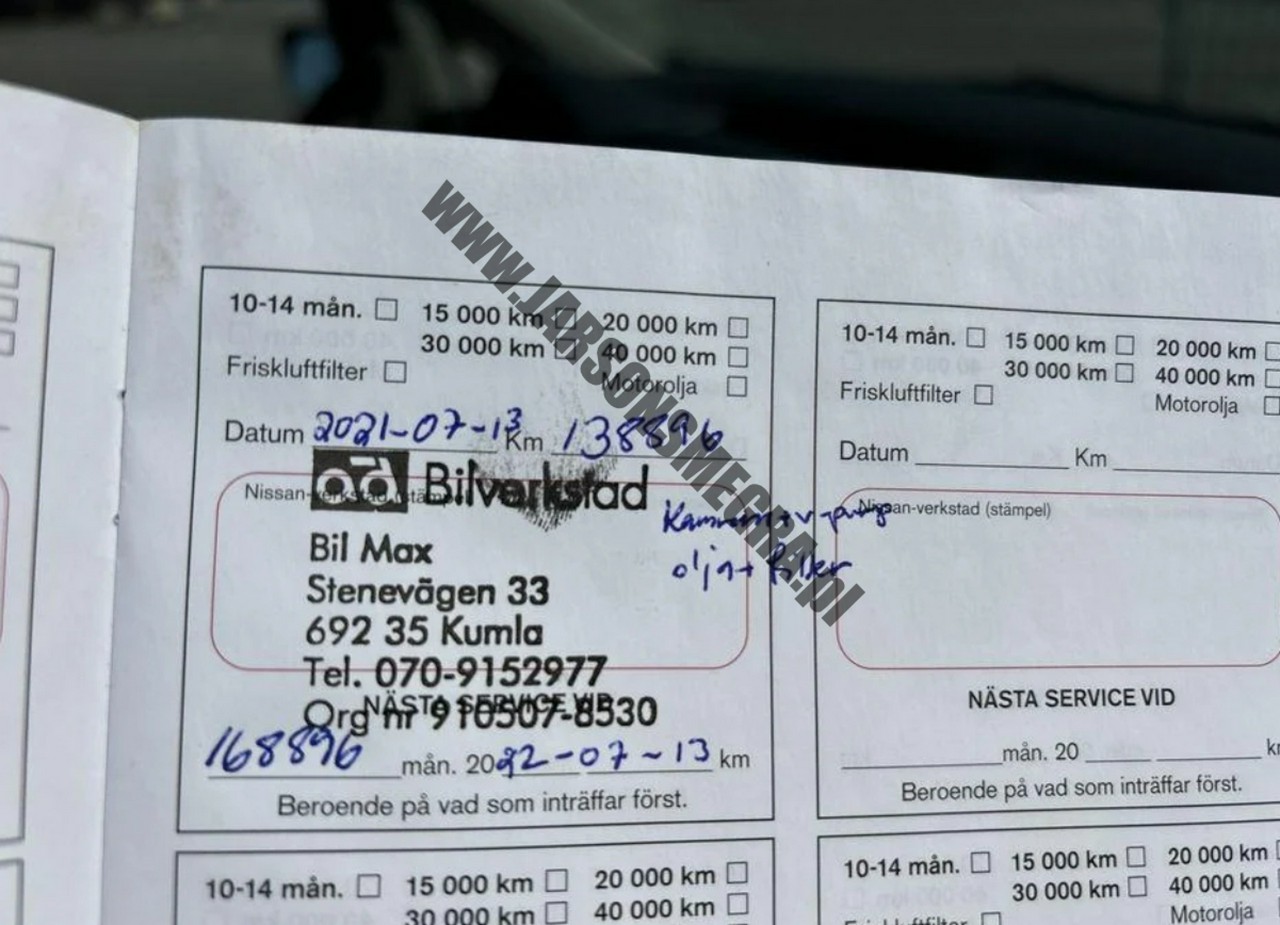 WWW.JARSONSMEGRA.pl
10-14 mån. 15 000 km 20 000 km
30 000 km 40 000 km
Friskluftfilter Motorolja
Datum 2021-07-13 Km 138896
Nissan-verkstad (stämpel)
Bilverkstad
olja + filter
Bil Max
Stenevägen 33
692 35 Kumla
Tel. 070-9152977
NÄSTA SERVICE VID
Org nr 910507-8530
168896 mån. 2022-07-13 km
Beroende på vad som inträffar först.
10-14 mån. 15 000 km 20 000 km
30 000 km 40 000 km
Friskluftfilter Motorolja
Datum Km
Nissan-verkstad (stämpel)
NÄSTA SERVICE VID
mån. 20 km
Beroende på vad som inträffar först.
10-14 mån. 15 000 km 20 000 km
30 000 km 40 000 km
10-14 mån. 15 000 km 20 000 km
30 000 km 40 000 km
Friskluftfilter Motorolja